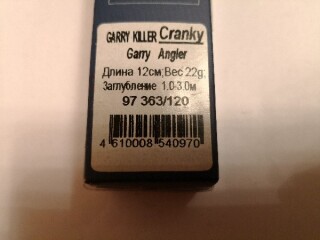 GARRY KILLER Cranky
Garry Angler
Длина 12см;Вес 22g;
Заглубление 1.0-3.0м
97 363/120
4 610008 540970